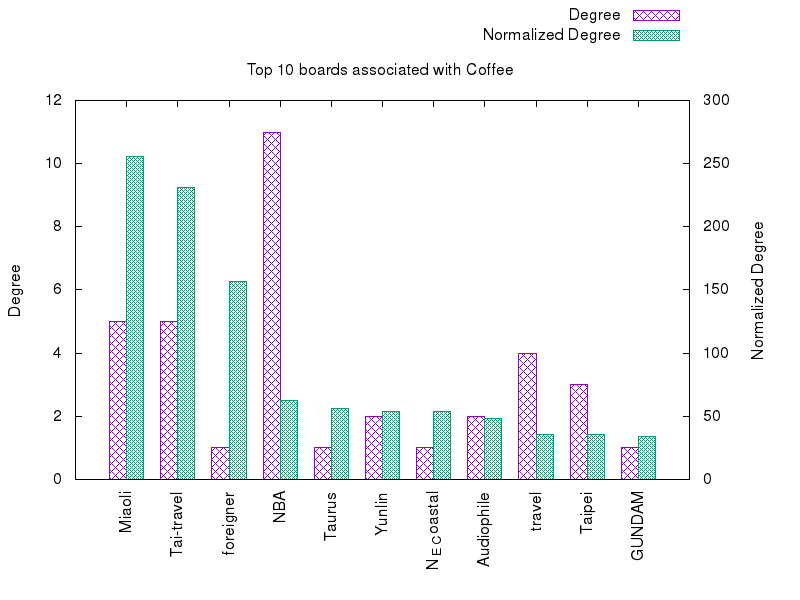 Degree
Normalized Degree
Top 10 boards associated with Coffee
12
10
8
6
4
2
0
300
250
200
150
100
50
0
Degree
Normalized Degree
Miaoli
Tai-travel
foreigner
NBA
Taurus
Yunlin
NECoastal
Audiophile
travel
Taipei
GUNDAM